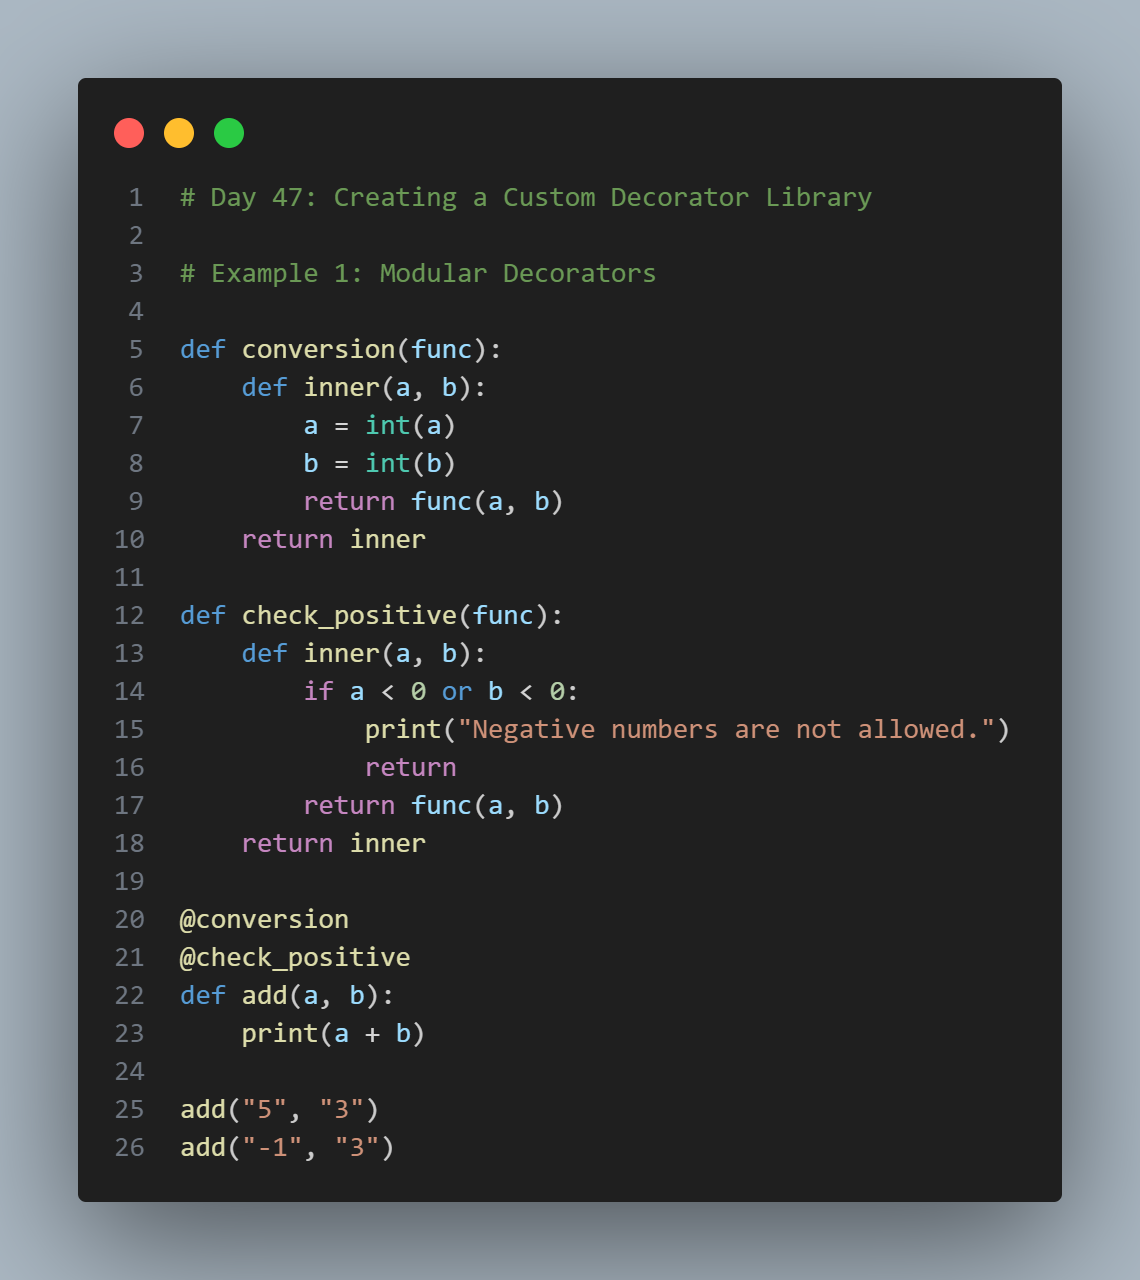 1 # Day 47: Creating a Custom Decorator Library
2
3 # Example 1: Modular Decorators
4
5 def conversion(func):
6     def inner(a, b):
7         a = int(a)
8         b = int(b)
9         return func(a, b)
10     return inner
11
12 def check_positive(func):
13     def inner(a, b):
14         if a < 0 or b < 0:
15             print("Negative numbers are not allowed.")
16             return
17         return func(a, b)
18     return inner
19
20 @conversion
21 @check_positive
22 def add(a, b):
23     print(a + b)
24
25 add("5", "3")
26 add("-1", "3")